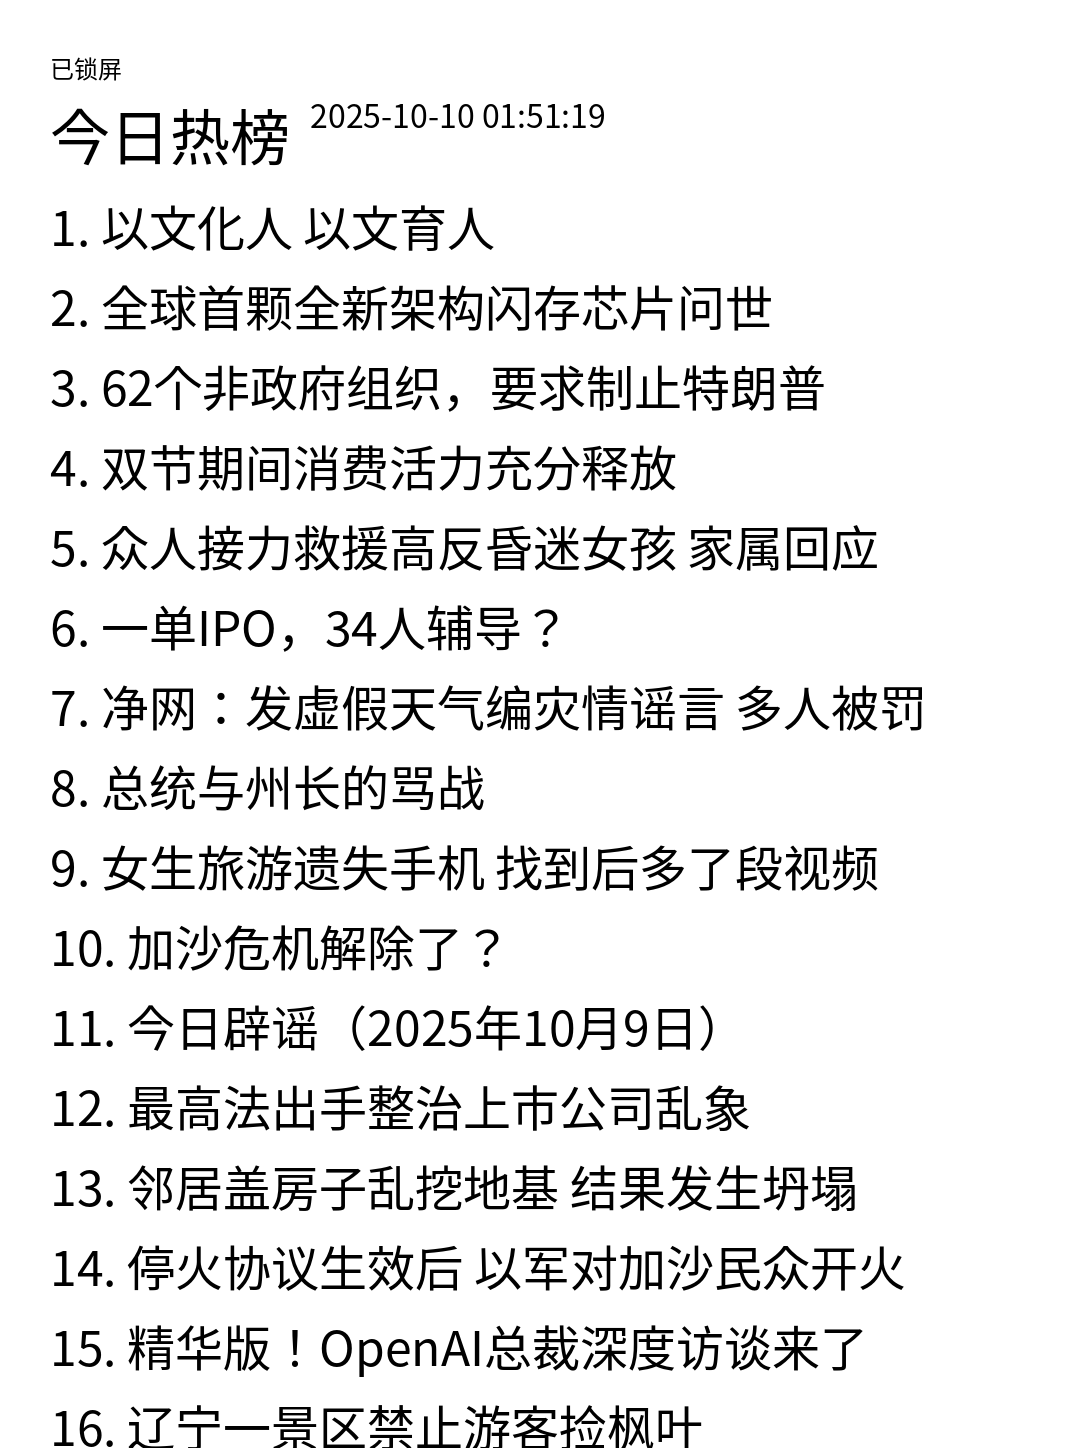 已锁屏
今日热榜 2025-10-10 01:51:19
1. 以文化人 以文育人
2. 全球首颗全新架构闪存芯片问世
3. 62个非政府组织，要求制止特朗普
4. 双节期间消费活力充分释放
5. 众人接力救援高反昏迷女孩 家属回应
6. 一单IPO，34人辅导？
7. 净网：发虚假天气编灾情谣言 多人被罚
8. 总统与州长的骂战
9. 女生旅游遗失手机 找到后多了段视频
10. 加沙危机解除了？
11. 今日辟谣（2025年10月9日）
12. 最高法出手整治上市公司乱象
13. 邻居盖房子乱挖地基 结果发生坍塌
14. 停火协议生效后 以军对加沙民众开火
15. 精华版！OpenAI总裁深度访谈来了
16. 辽宁一景区禁止游客捡枫叶